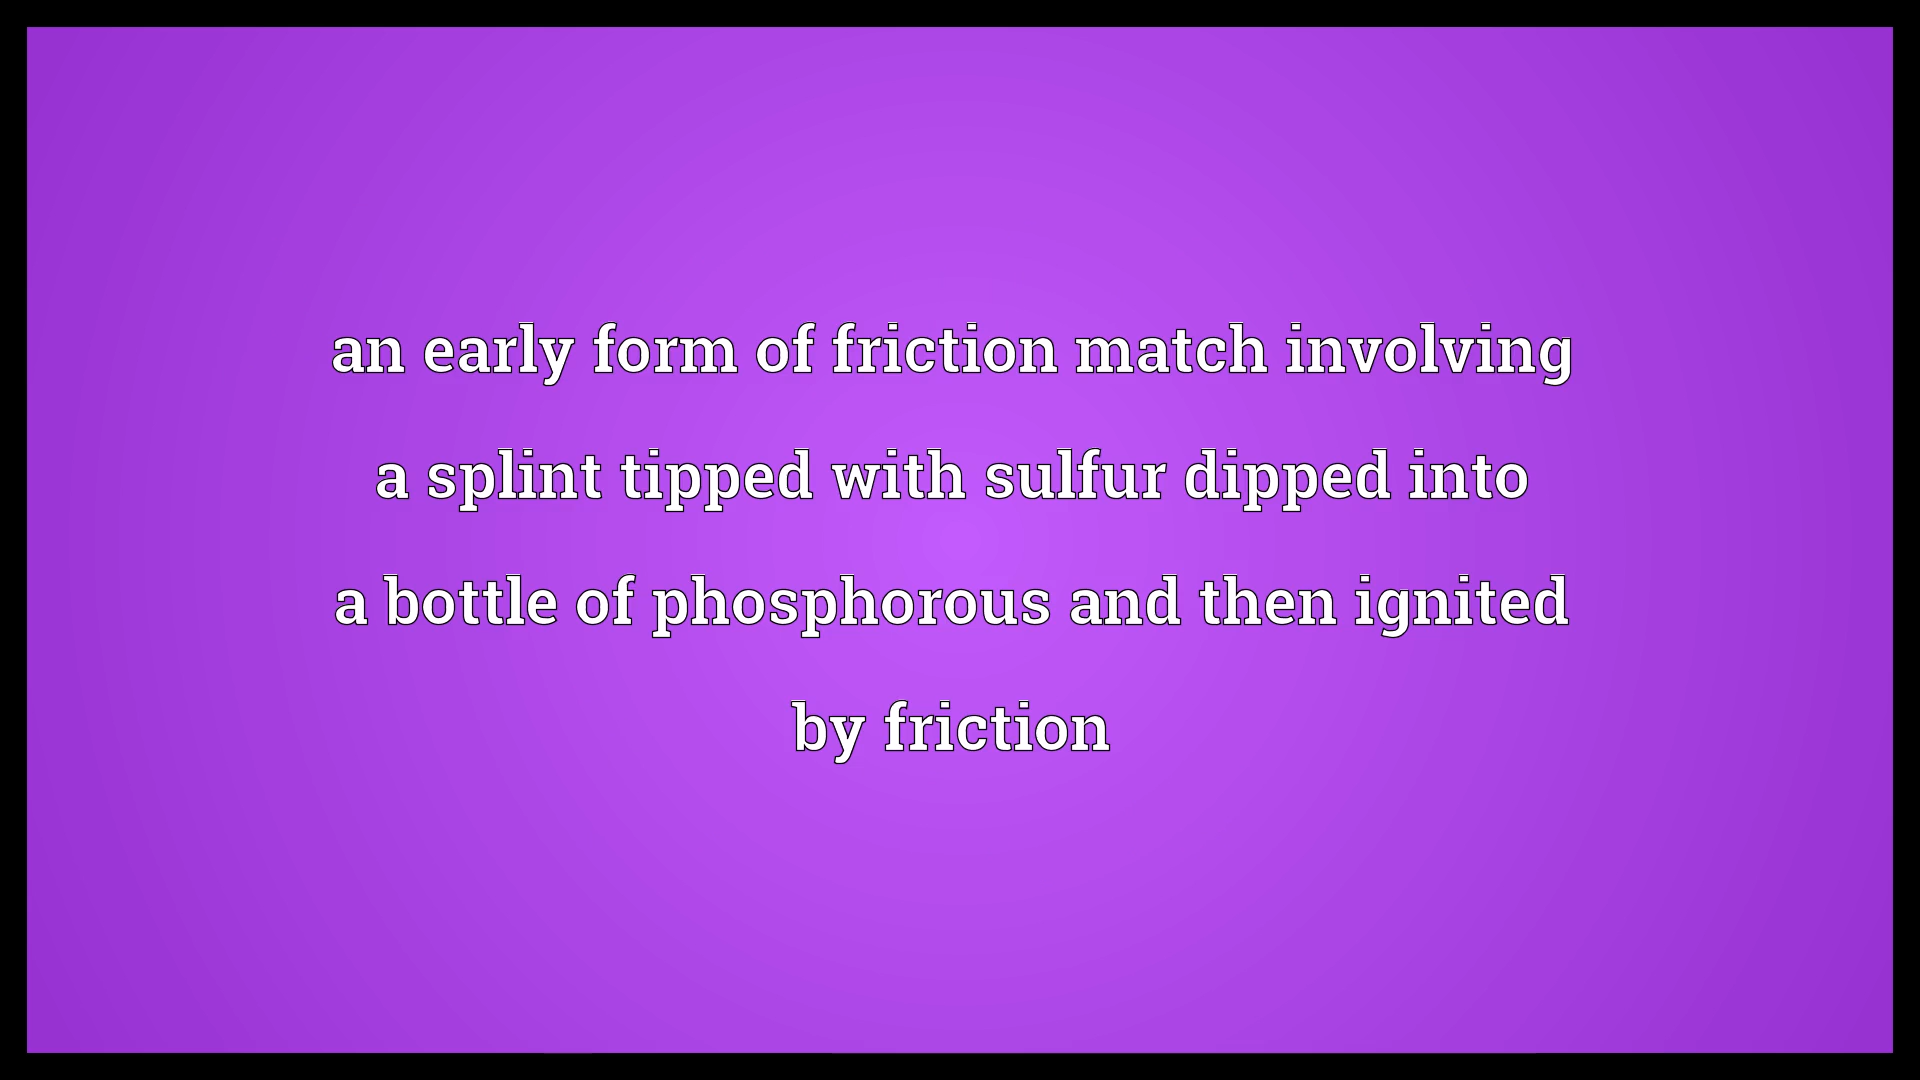 an early form of friction match involving
a splint tipped with sulfur dipped into
a bottle of phosphorous and then ignited
by friction